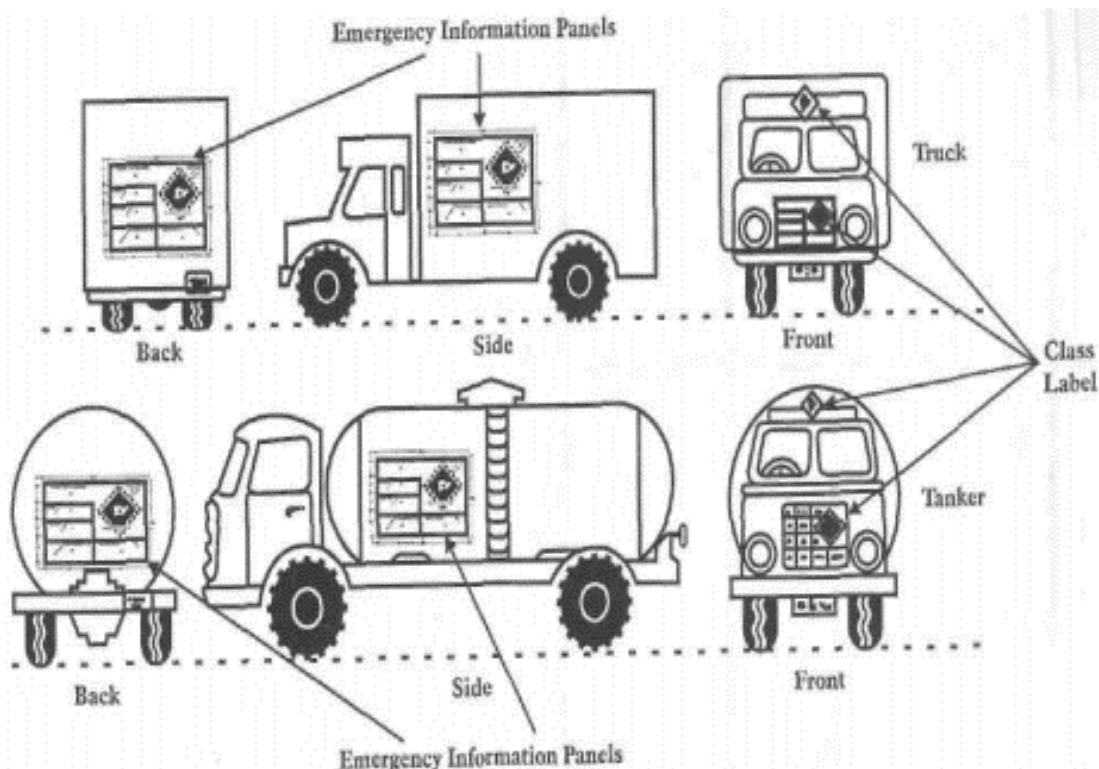 Emergency Information Panels
Truck
Back
Side
Front
Class
Label
Tanker
Back
Side
Front
Emergency Information Panels